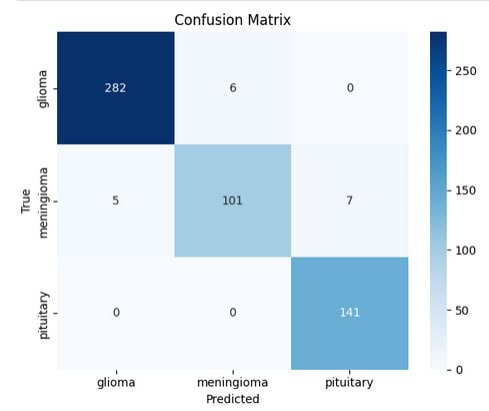 Confusion Matrix
glioma 282 6 0
True
meningioma 5 101 7
pituitary 0 0 141
glioma meningioma pituitary
Predicted
250
200
150
100
50
0